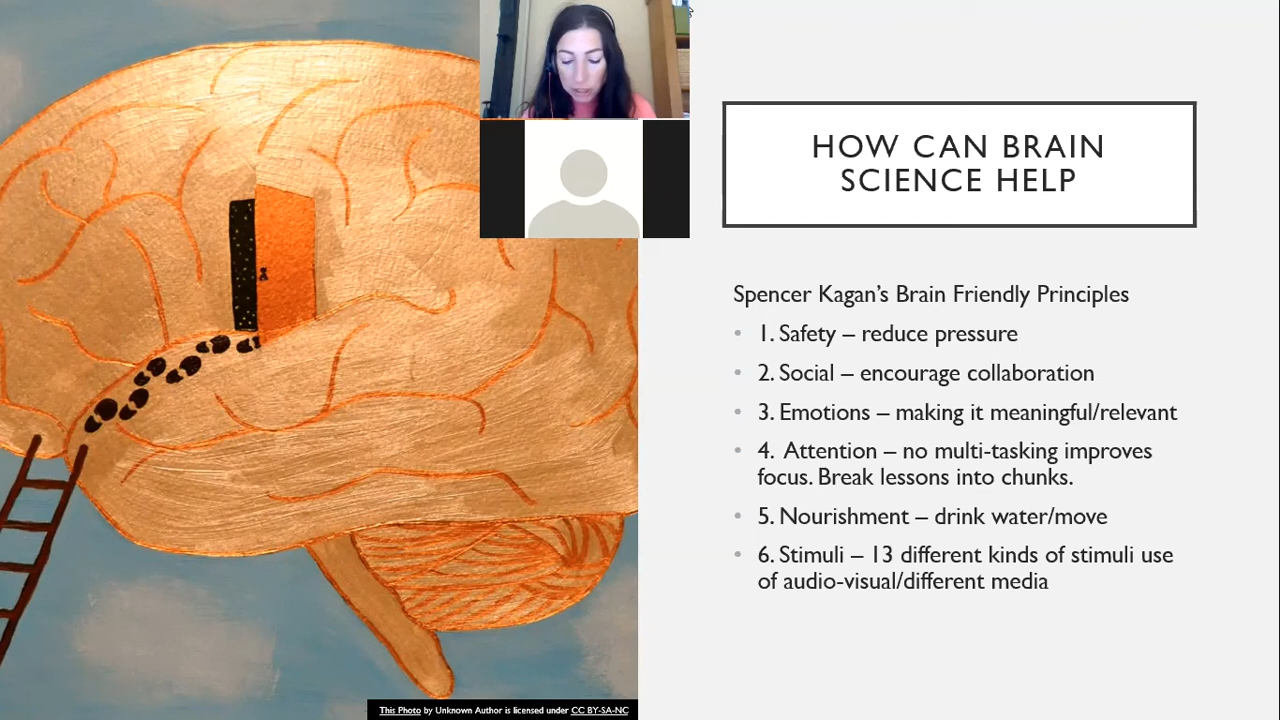 HOW CAN BRAIN
SCIENCE HELP
Spencer Kagan's Brain Friendly Principles
• 1. Safety – reduce pressure
• 2. Social – encourage collaboration
• 3. Emotions – making it meaningful/relevant
• 4.  Attention – no multi-tasking improves
focus. Break lessons into chunks.
• 5. Nourishment – drink water/move
• 6. Stimuli – 13 different kinds of stimuli use
of audio-visual/different media
This Photo by Unknown Author is licensed under CC BY-SA-NC